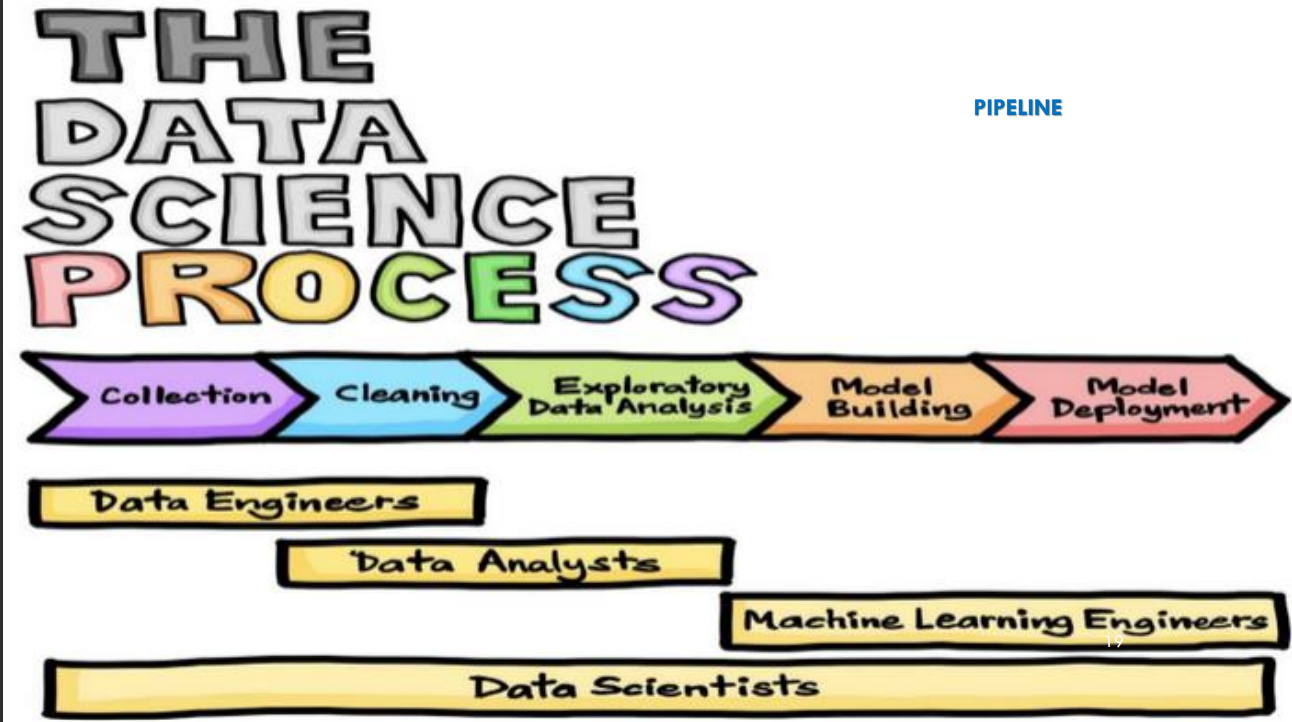 THE
DATA
SCIENCE
PROCESS
PIPELINE
Collection
Cleaning
Exploratory
Data Analysis
Model
Building
Model
Deployment
Data Engineers
Data Analysts
Machine Learning Engineers
19
Data Scientists